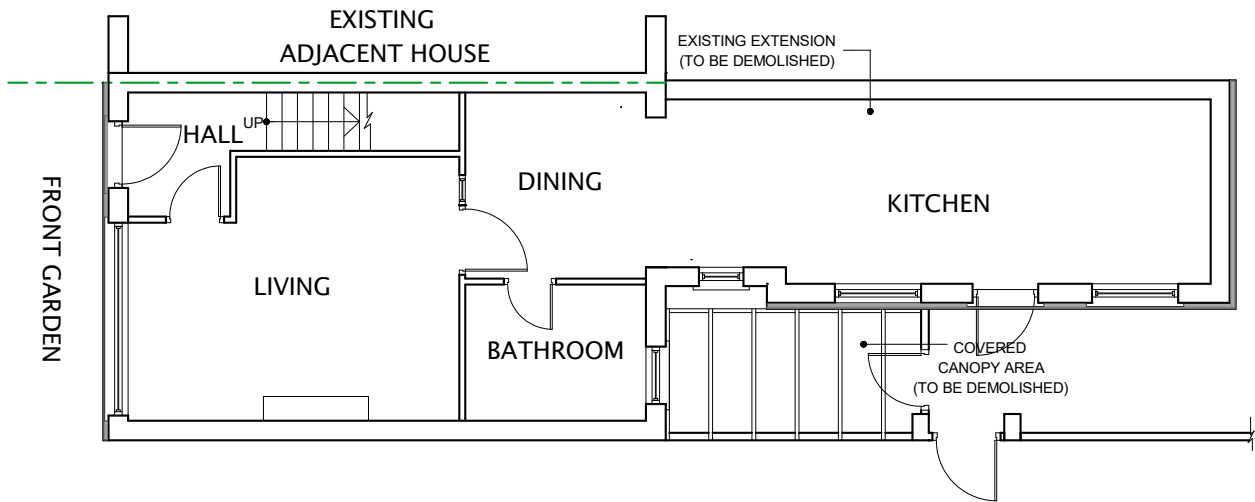 EXISTING
ADJACENT HOUSE
EXISTING EXTENSION
(TO BE DEMOLISHED)
UP
HALL
DINING
KITCHEN
FRONT GARDEN
LIVING
BATHROOM
COVERED
CANOPY AREA
(TO BE DEMOLISHED)